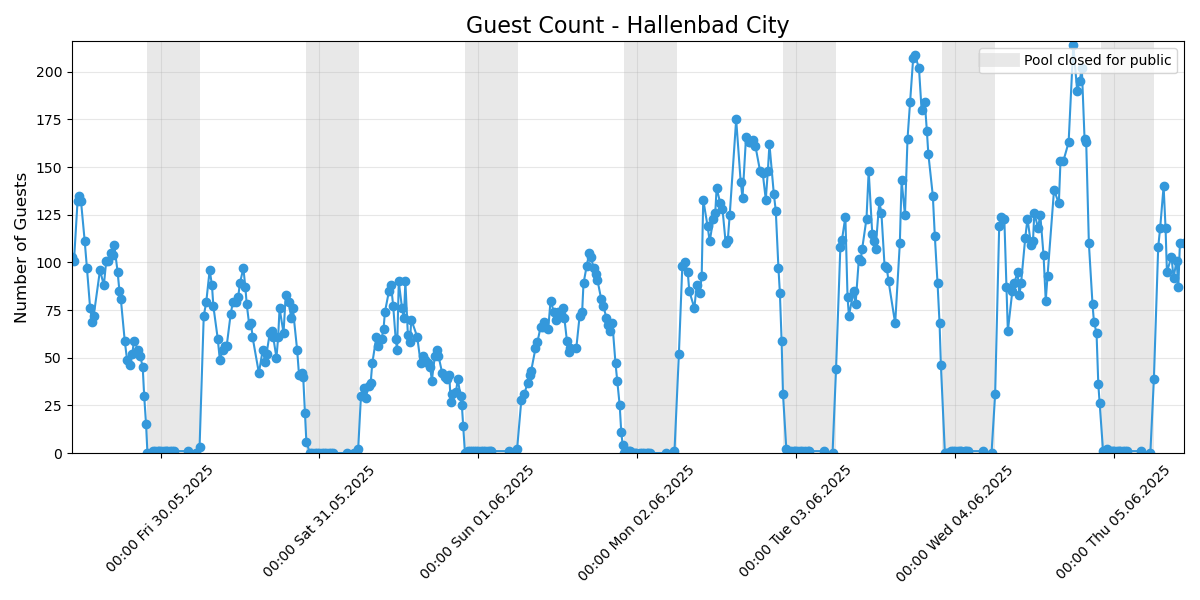 Guest Count - Hallenbad City
Pool closed for public
Number of Guests
200
175
150
125
100
75
50
25
0
00:00 Fri 30.05.2025
00:00 Sat 31.05.2025
00:00 Sun 01.06.2025
00:00 Mon 02.06.2025
00:00 Tue 03.06.2025
00:00 Wed 04.06.2025
00:00 Thu 05.06.2025